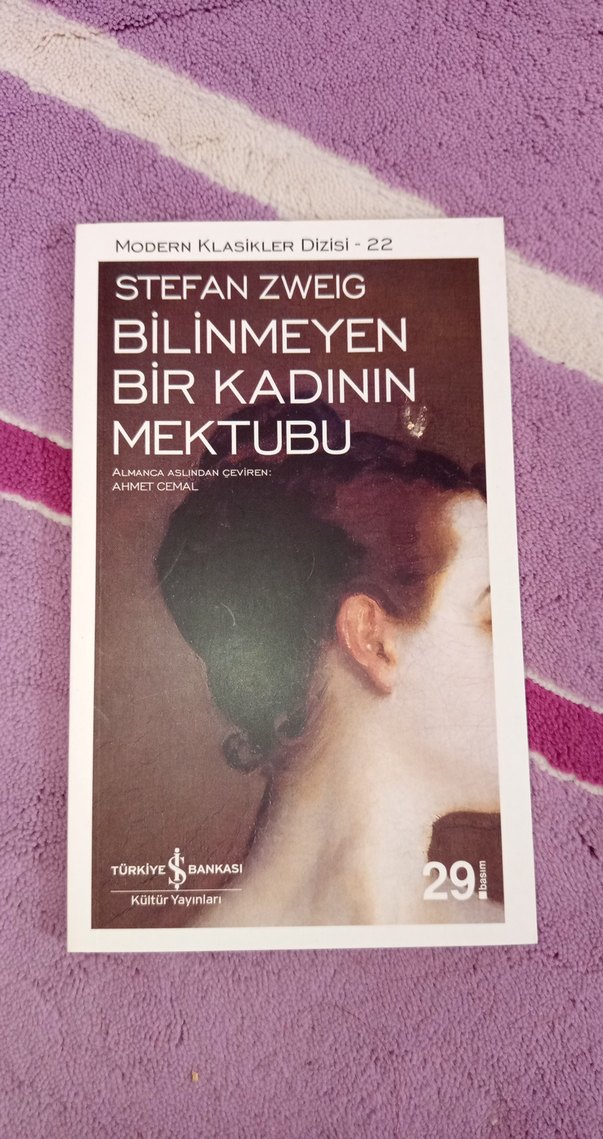 MODERN KLASİKLER DİZİSİ - 22
STEFAN ZWEIG
BİLİNMEYEN
BİR KADININ
MEKTUBU
ALMANCA ASLINDAN ÇEVİREN:
AHMET CEMAL
TÜRKİYE İŞ BANKASI
Kültür Yayınları
29. basım